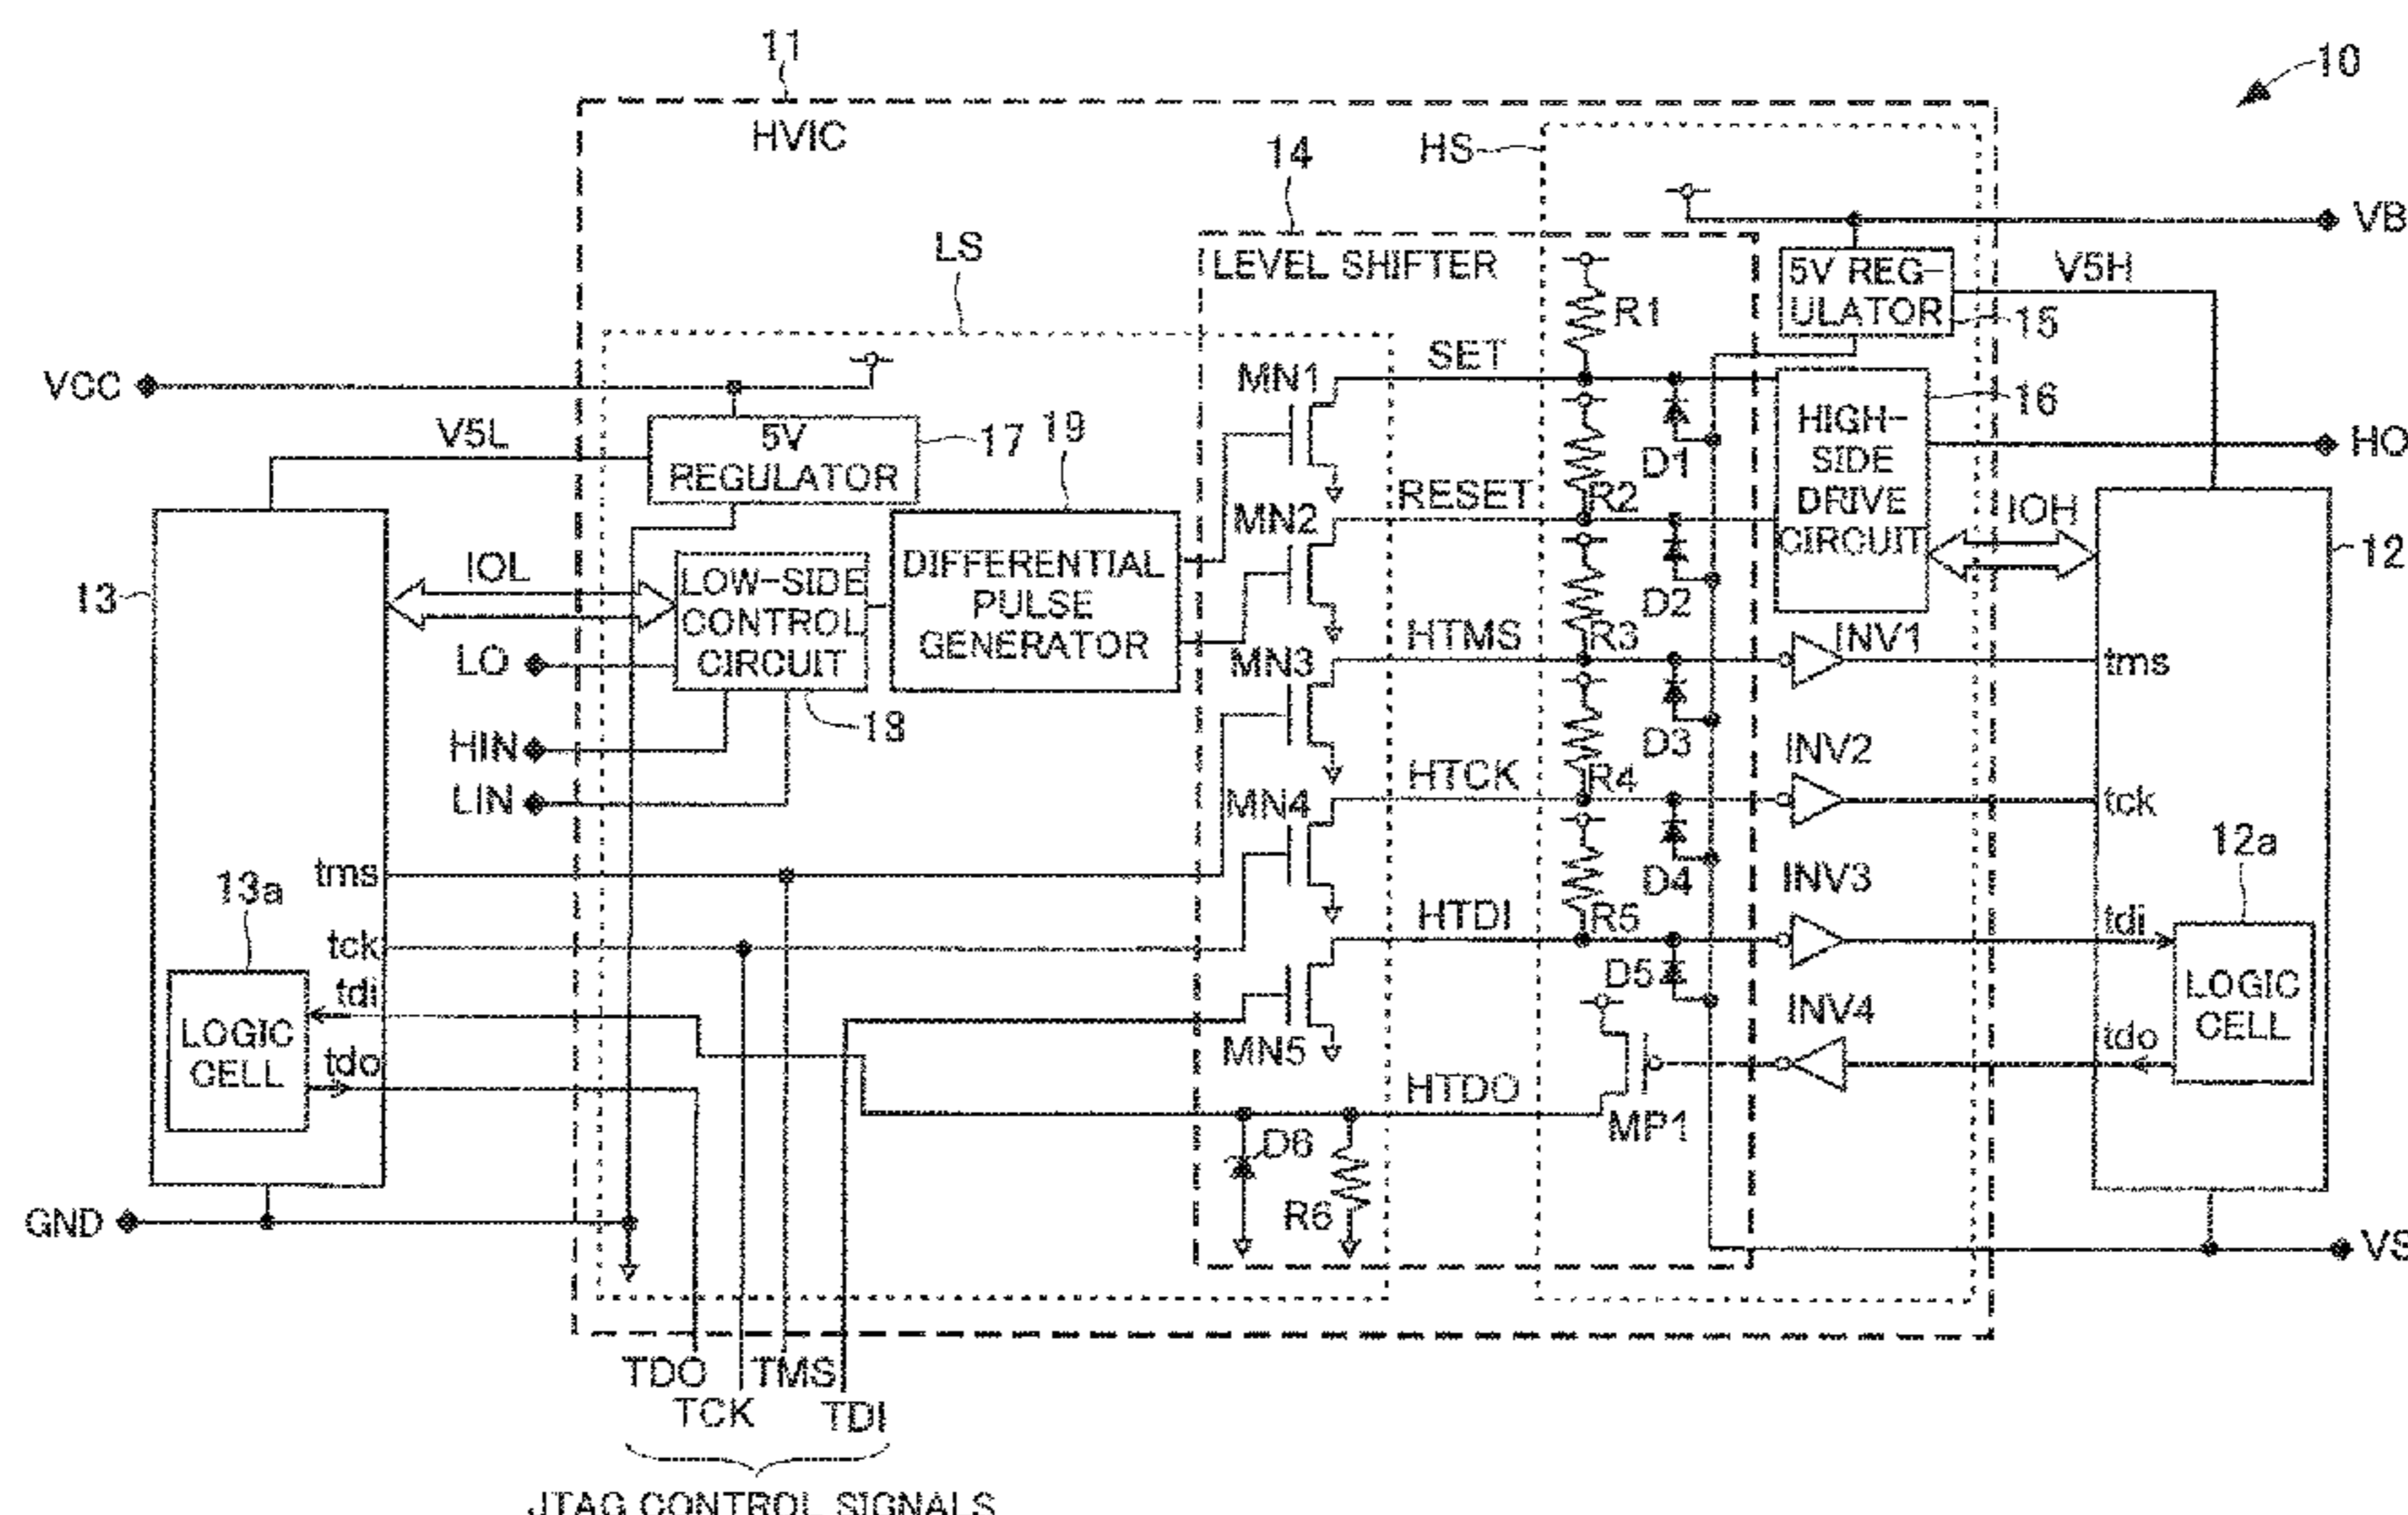 11
10
HVIC
14
HS
VB
LS
LEVEL SHIFTER
5V REG-
ULATOR
V5H
R1
15
VCC
SET
MN1
16
V5L
5V
REGULATOR
17
19
HIGH-
SIDE
DRIVE
CIRCUIT
HO
D1
RESET
R2
MN2
IOH
IOL
LOW-SIDE
CONTROL
CIRCUIT
DIFFERENTIAL
PULSE
GENERATOR
12
13
D2
HTMS
R3
INV1
LO
MN3
tms
18
HIN
D3
INV2
LIN
HTCK
R4
MN4
tck
12a
13a
tms
D4
INV3
HTDI
R5
tck
tdi
D5
tdi
LOGIC
CELL
INV4
LOGIC
CELL
tdo
MN5
tdo
HTDO
MP1
D6
R6
GND
VS
TDO
TMS
TCK
TDI
JTAG CONTROL SIGNALS